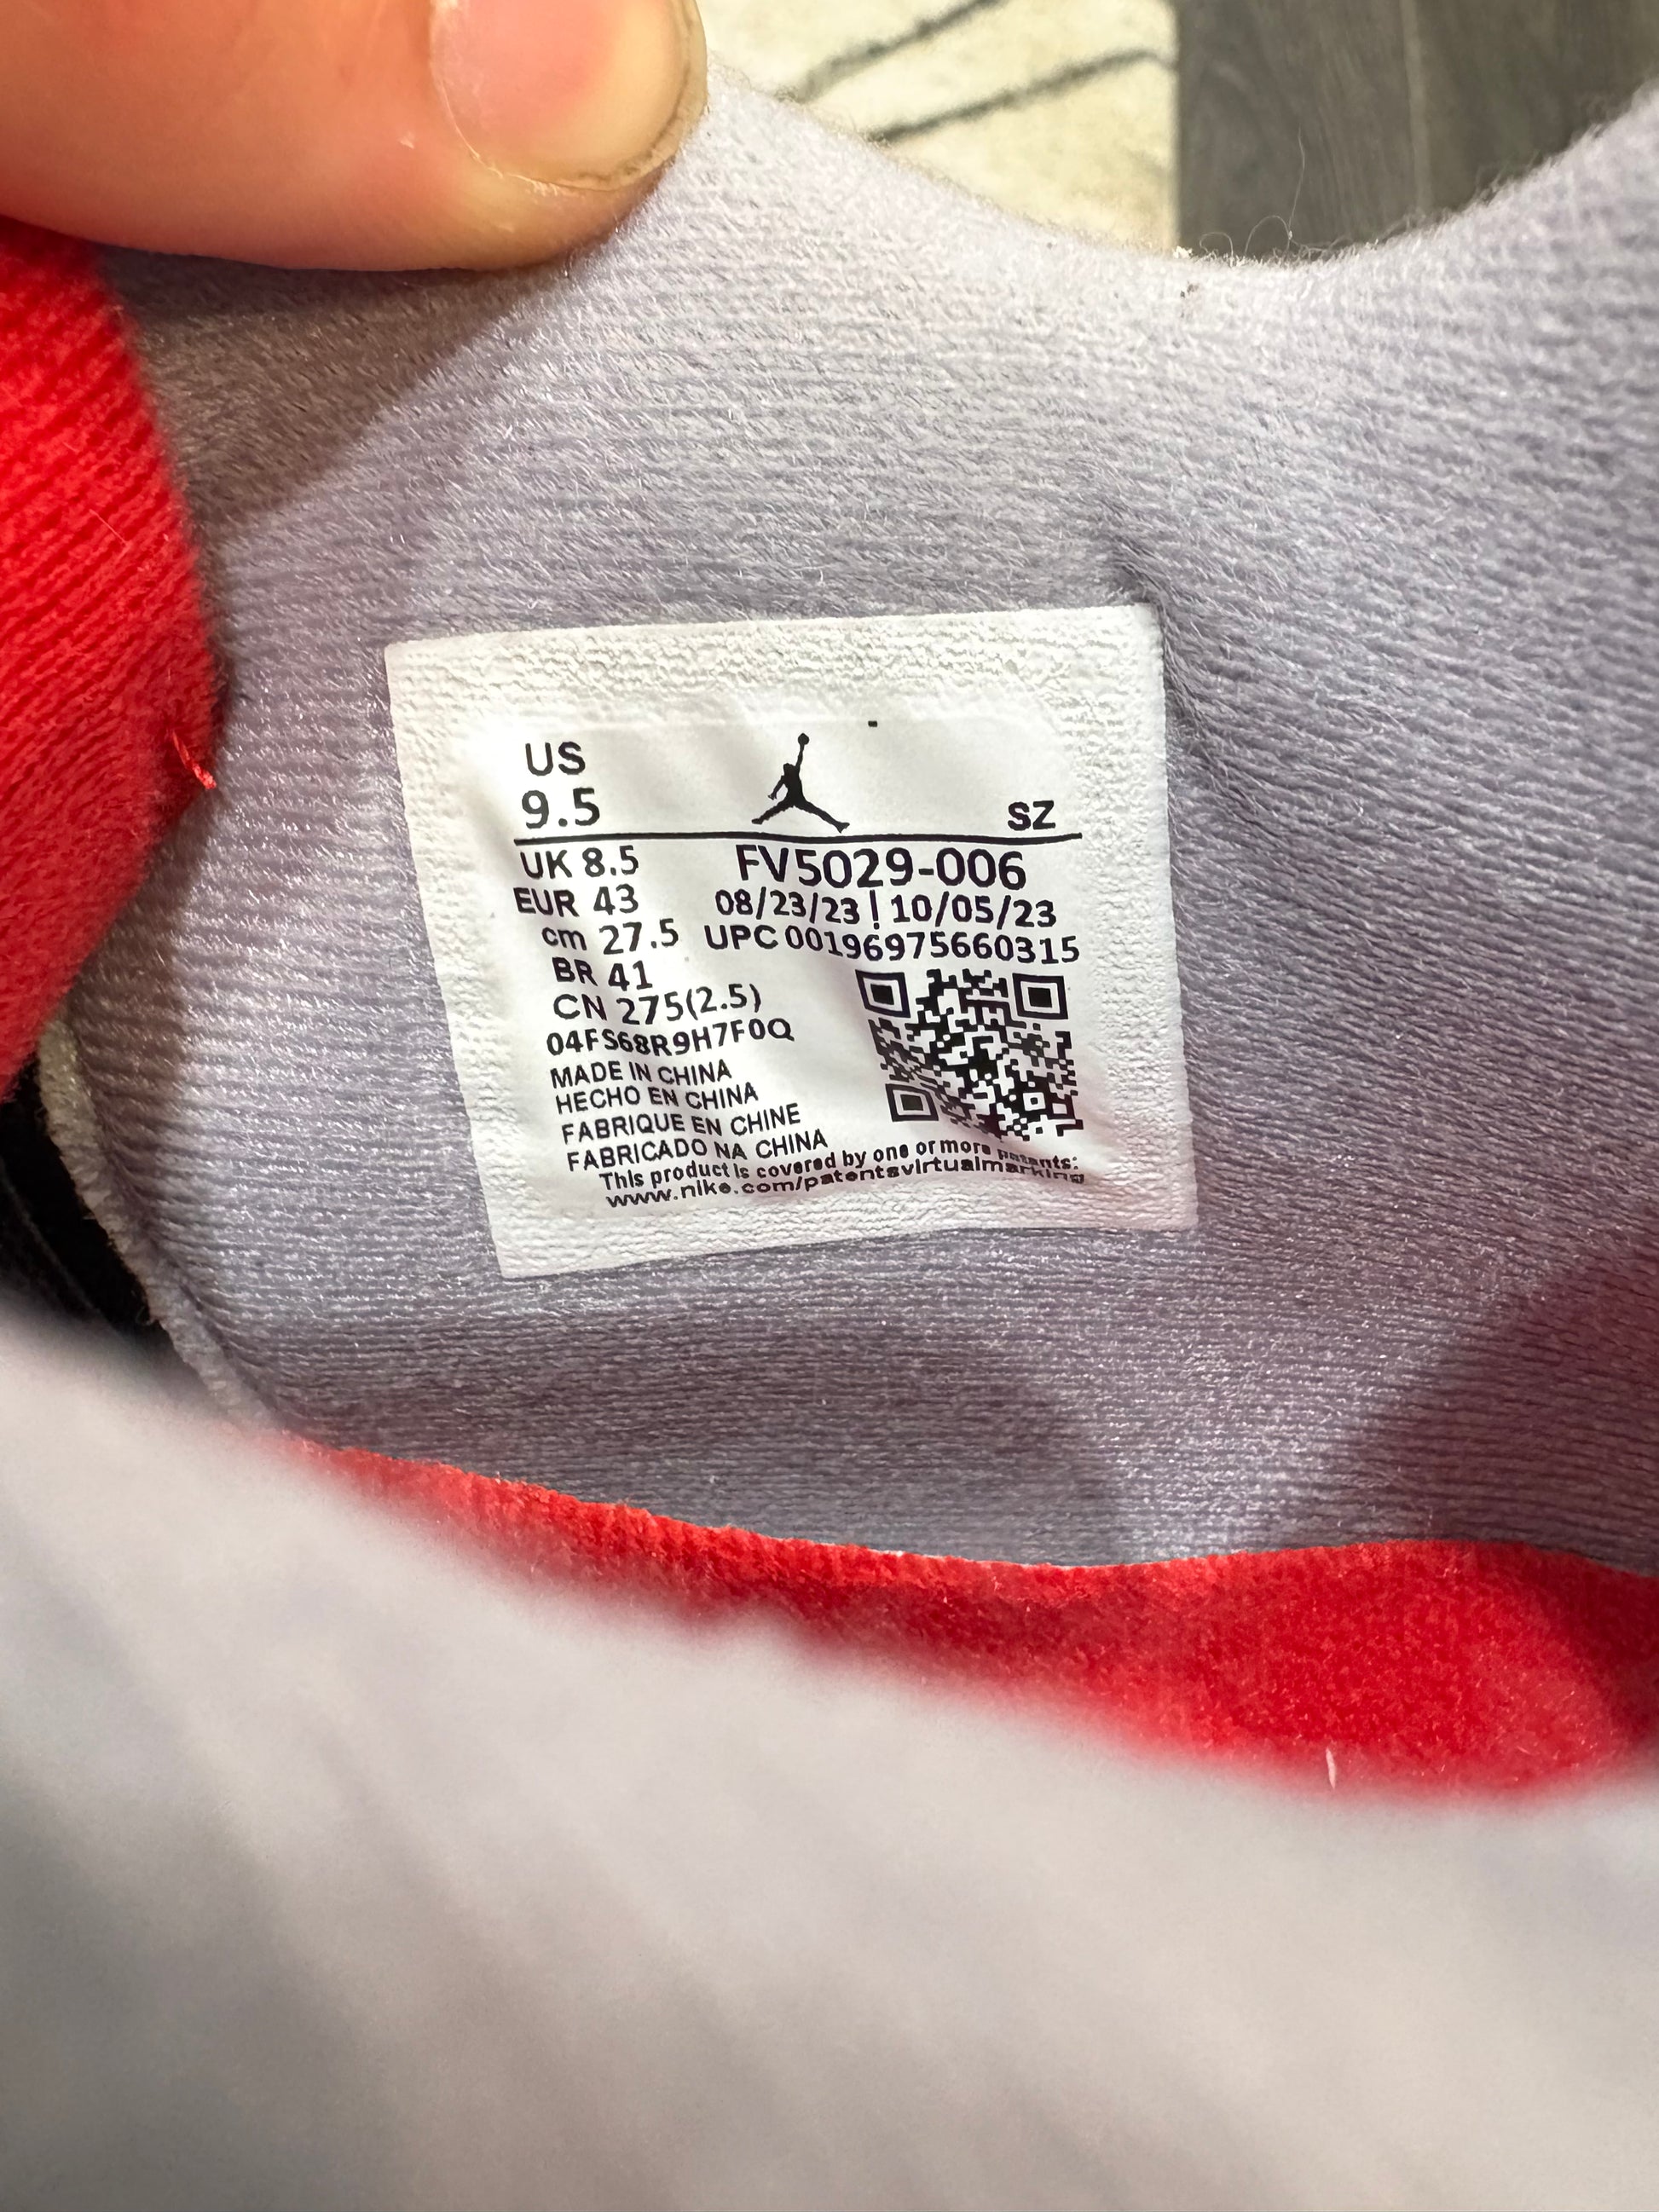 US
9.5
SZ
UK 8.5
FV5029-006
EUR 43
08/23/23 | 10/05/23
cm 27.5
UPC 00196975660315
BR 41
CN 275(2.5)
04FS68R9H7F0Q
MADE IN CHINA
HECHO EN CHINA
FABRIQUE EN CHINE
FABRICADO NA CHINA
This product is covered by one or more patents:
www.nike.com/patentsvirtualmarking